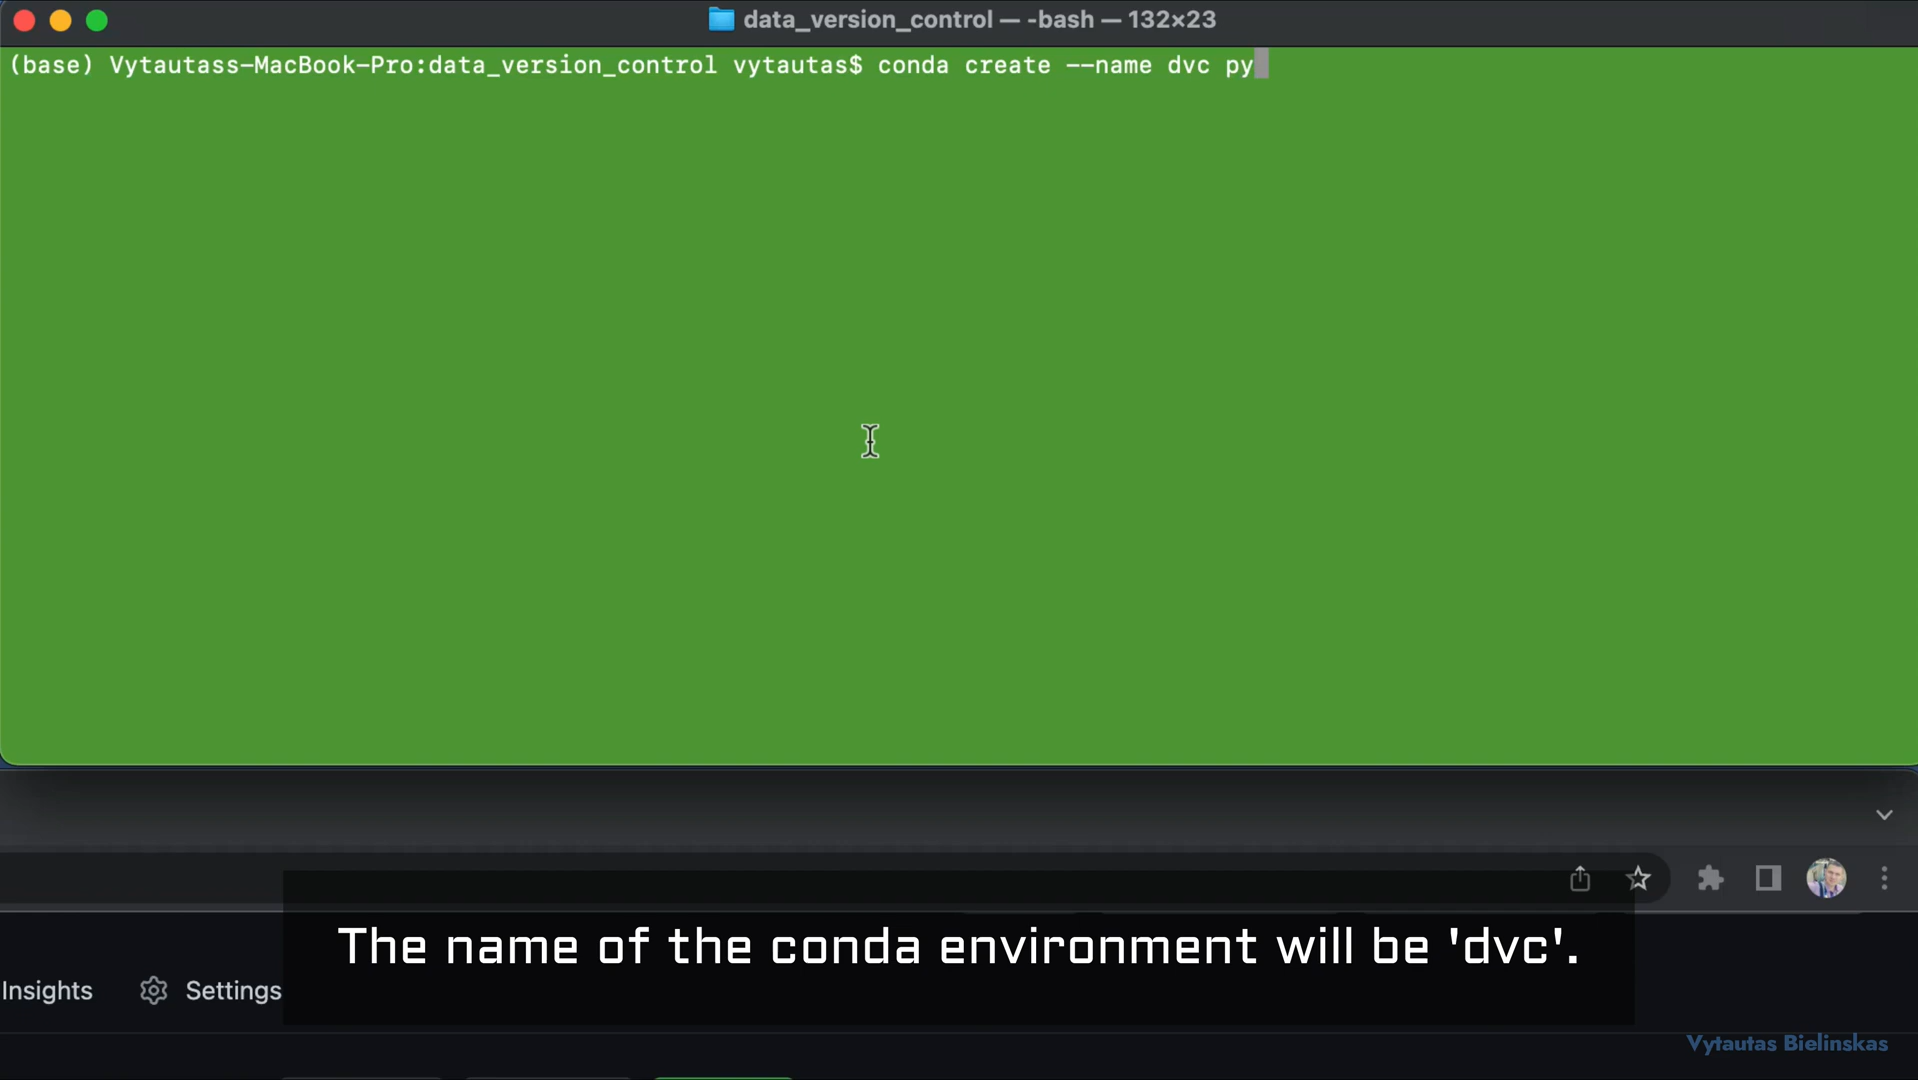 data_version_control — -bash — 132×23
(base) Vytautass-MacBook-Pro:data_version_control vytautas$ conda create --name dvc py
The name of the conda environment will be 'dvc'.
Insights
Settings
Vytautas Bielinskas